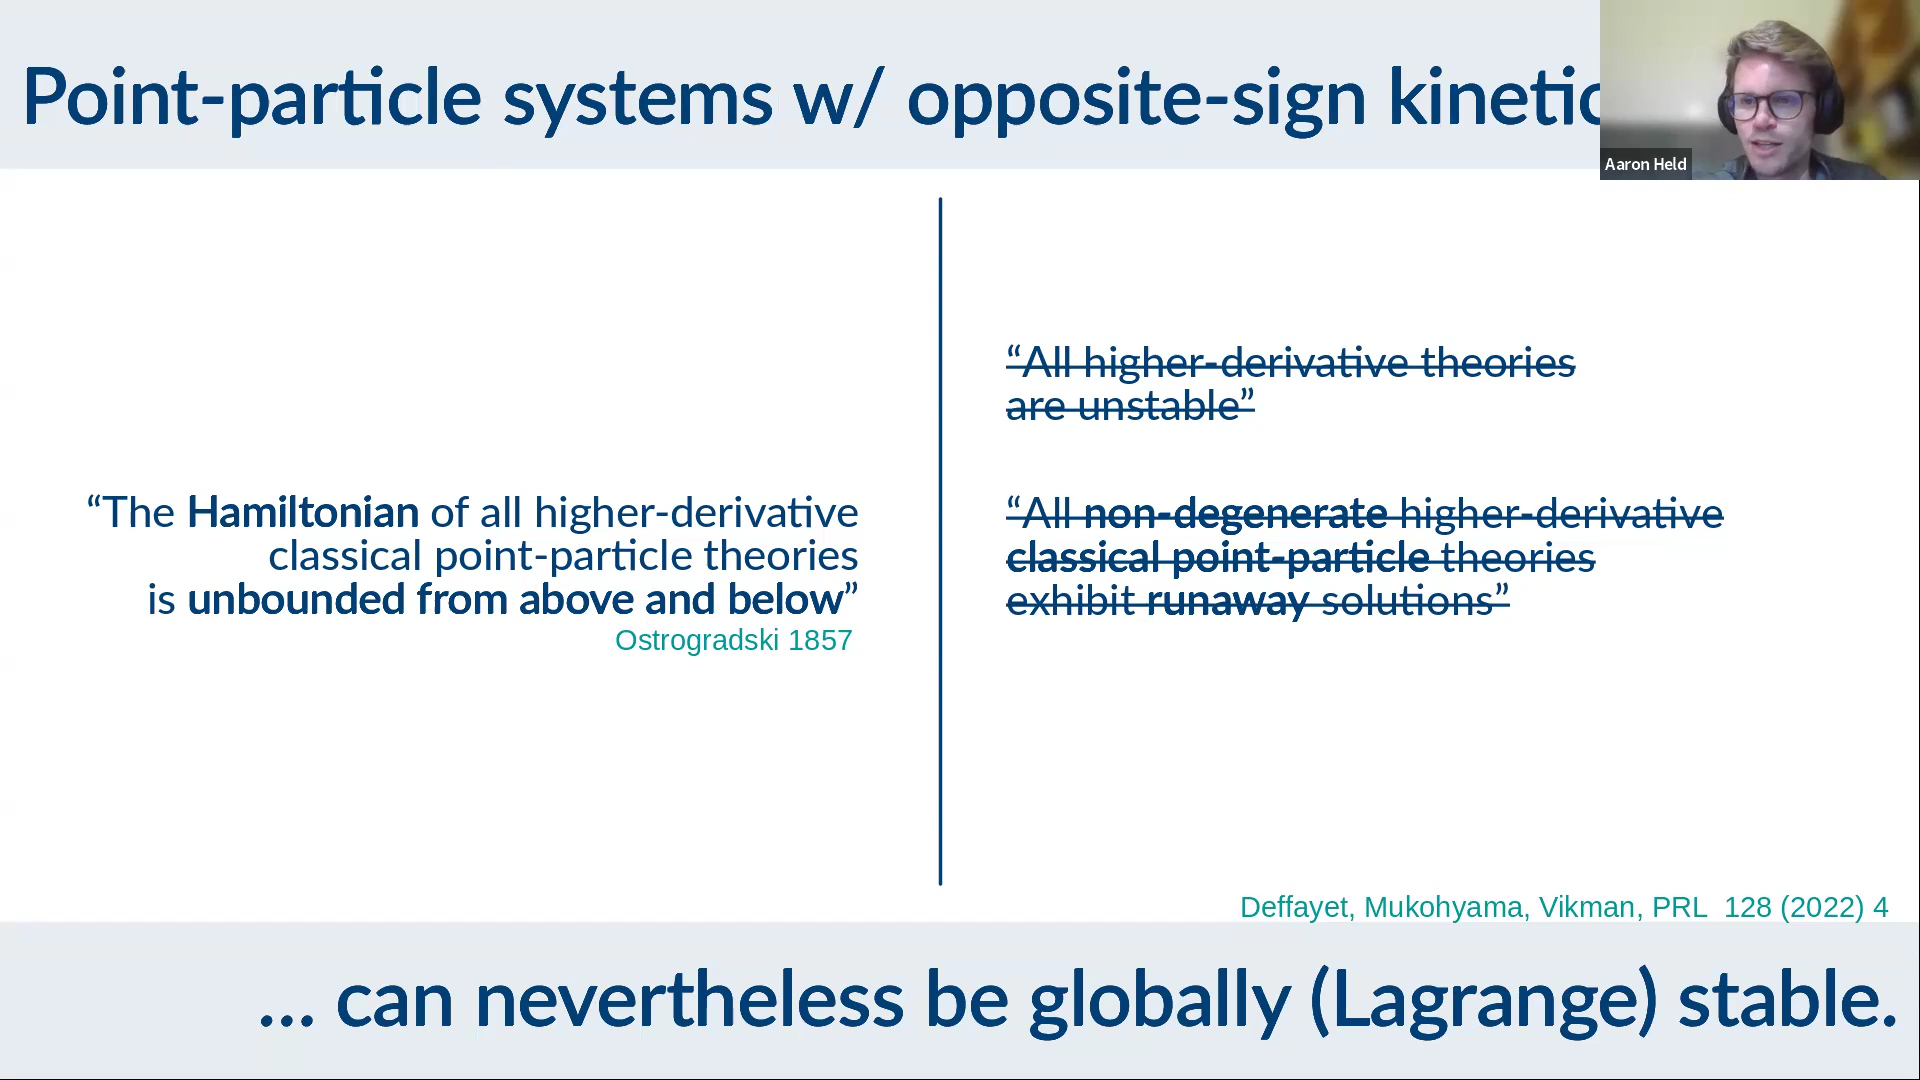 Point-particle systems w/ opposite-sign kinetic
Aaron Held
“The Hamiltonian of all higher-derivative
classical point-particle theories
is unbounded from above and below”
Ostrogradski 1857
“All higher-derivative theories
are unstable”
“All non-degenerate higher-derivative
classical point-particle theories
exhibit runaway solutions”
Deffayet, Mukohyama, Vikman, PRL 128 (2022) 4
... can nevertheless be globally (Lagrange) stable.